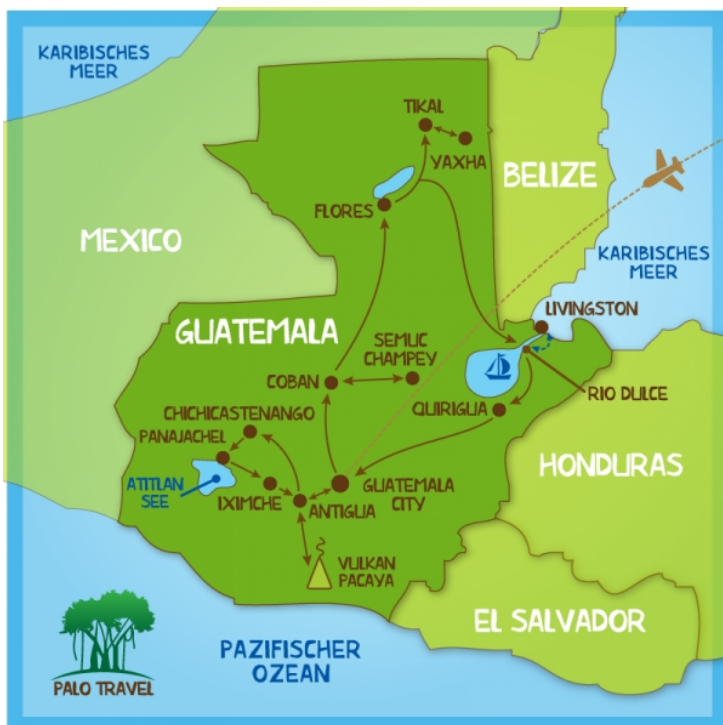 KARIBISCHES
MEER
TIKAL
YAXHA
BELIZE
FLORES
MEXICO
KARIBISCHES
MEER
LIVINGSTON
GUATEMALA
SEMUC
CHAMPEY
COBAN
RIO DULCE
CHICHICASTENANGO
QUIRIGUA
PANAJACHEL
HONDURAS
ATITLAN
SEE
IXIMCHE
ANTIGUA
GUATEMALA
CITY
VULKAN
PACAYA
EL SALVADOR
PAZIFISCHER
OZEAN
PALO TRAVEL